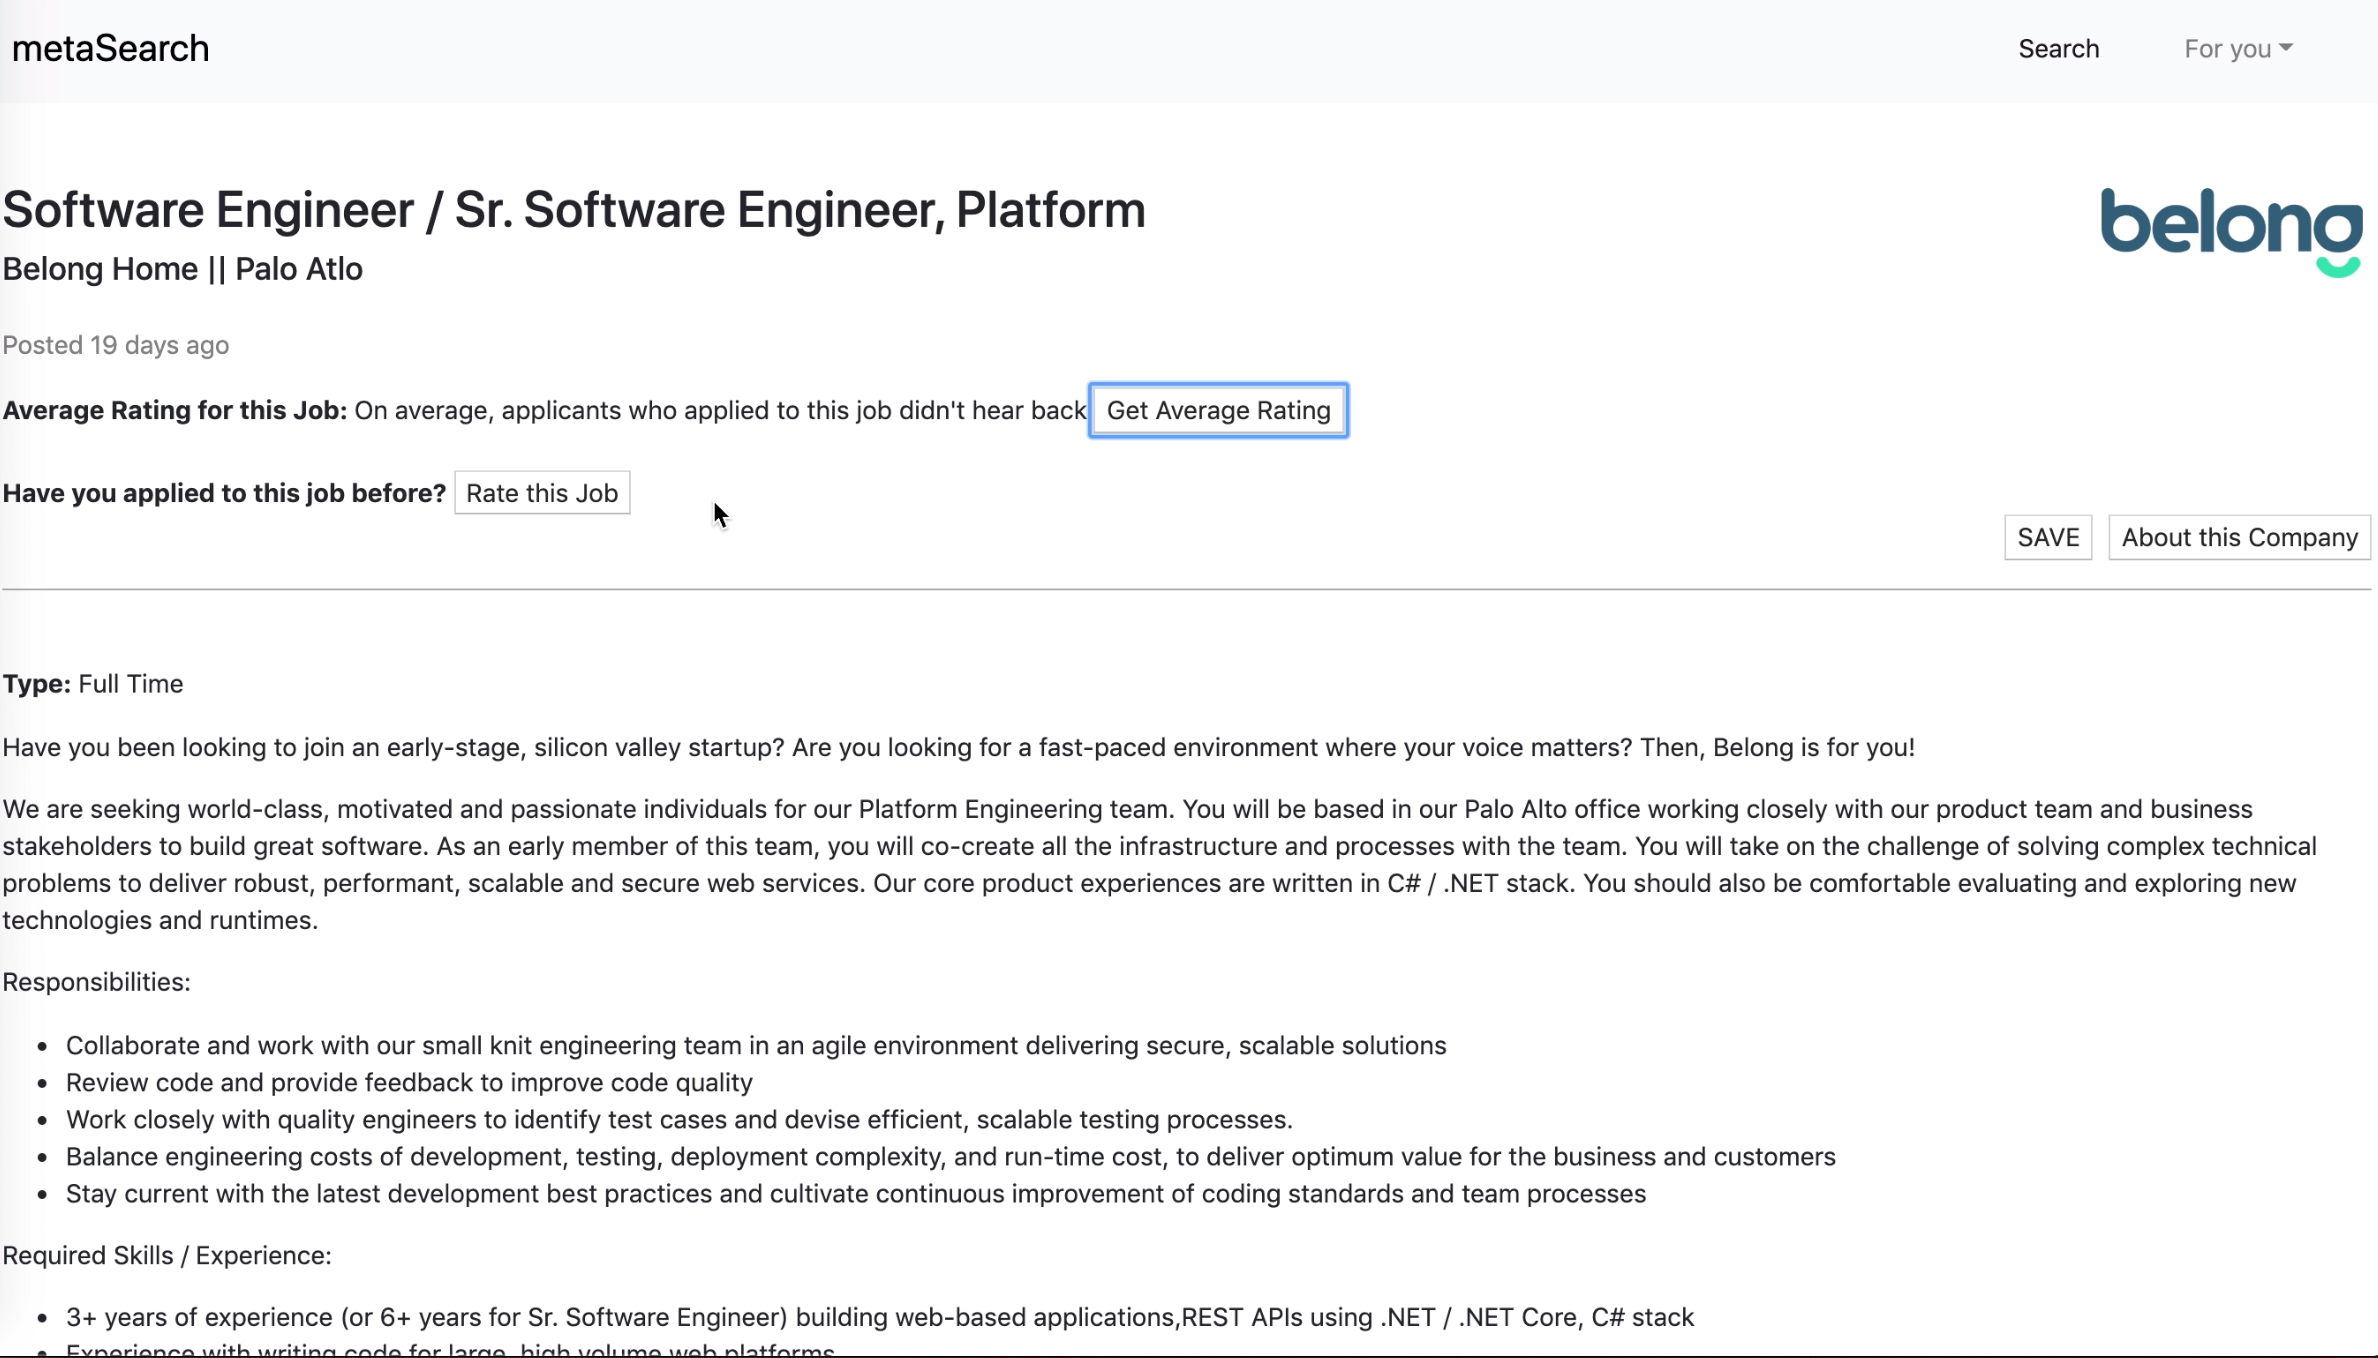 metaSearch
Search
For you
Software Engineer / Sr. Software Engineer, Platform
belong
Belong Home || Palo Atlo
Posted 19 days ago
Average Rating for this Job: On average, applicants who applied to this job didn't hear back Get Average Rating
Have you applied to this job before? Rate this Job
SAVE
About this Company
Type: Full Time
Have you been looking to join an early-stage, silicon valley startup? Are you looking for a fast-paced environment where your voice matters? Then, Belong is for you!
We are seeking world-class, motivated and passionate individuals for our Platform Engineering team. You will be based in our Palo Alto office working closely with our product team and business
stakeholders to build great software. As an early member of this team, you will co-create all the infrastructure and processes with the team. You will take on the challenge of solving complex technical
problems to deliver robust, performant, scalable and secure web services. Our core product experiences are written in C# / .NET stack. You should also be comfortable evaluating and exploring new
technologies and runtimes.
Responsibilities:
• Collaborate and work with our small knit engineering team in an agile environment delivering secure, scalable solutions
• Review code and provide feedback to improve code quality
• Work closely with quality engineers to identify test cases and devise efficient, scalable testing processes.
• Balance engineering costs of development, testing, deployment complexity, and run-time cost, to deliver optimum value for the business and customers
• Stay current with the latest development best practices and cultivate continuous improvement of coding standards and team processes
Required Skills / Experience:
• 3+ years of experience (or 6+ years for Sr. Software Engineer) building web-based applications,REST APIs using .NET / .NET Core, C# stack
• Experience with writing code for large, high volume web platforms